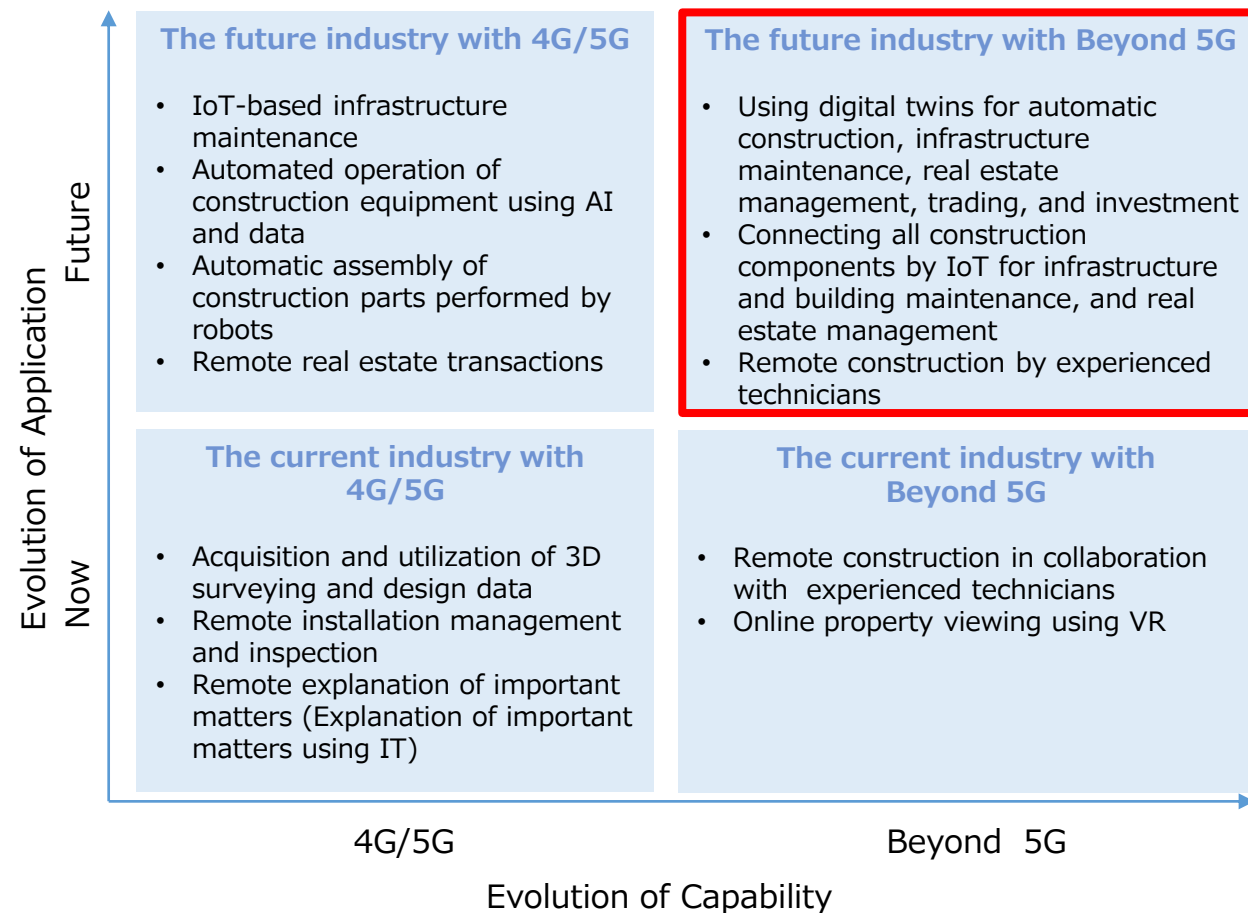 The future industry with 4G/5G
• IoT-based infrastructure
maintenance
• Automated operation of
construction equipment using AI
and data
• Automatic assembly of
construction parts performed by
robots
• Remote real estate transactions
The future industry with Beyond 5G
• Using digital twins for automatic
construction, infrastructure
maintenance, real estate
management, trading, and investment
• Connecting all construction
components by IoT for infrastructure
and building maintenance, and real
estate management
• Remote construction by experienced
technicians
The current industry with
4G/5G
• Acquisition and utilization of 3D
surveying and design data
• Remote installation management
and inspection
• Remote explanation of important
matters (Explanation of important
matters using IT)
The current industry with
Beyond 5G
• Remote construction in collaboration
with experienced technicians
• Online property viewing using VR
Evolution of Application
Future
Now
4G/5G
Beyond 5G
Evolution of Capability